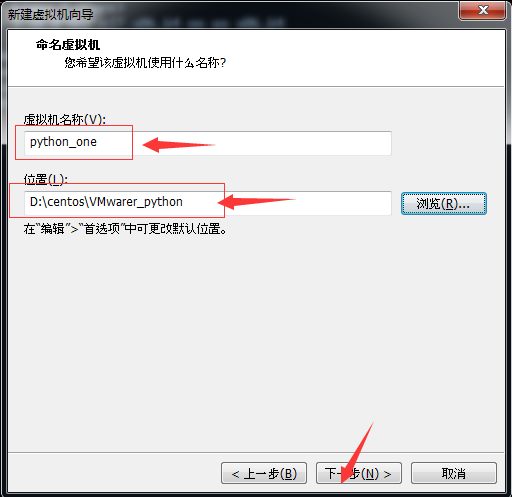 新建虚拟机向导
命名虚拟机
您希望该虚拟机使用什么名称?
虚拟机名称(V):
python_one
位置(L):
D:\centos\VMwarer_python
浏览(R)...
在“编辑”>“首选项”中可更改默认位置。
< 上一步(B) 下一步(N) > 取消